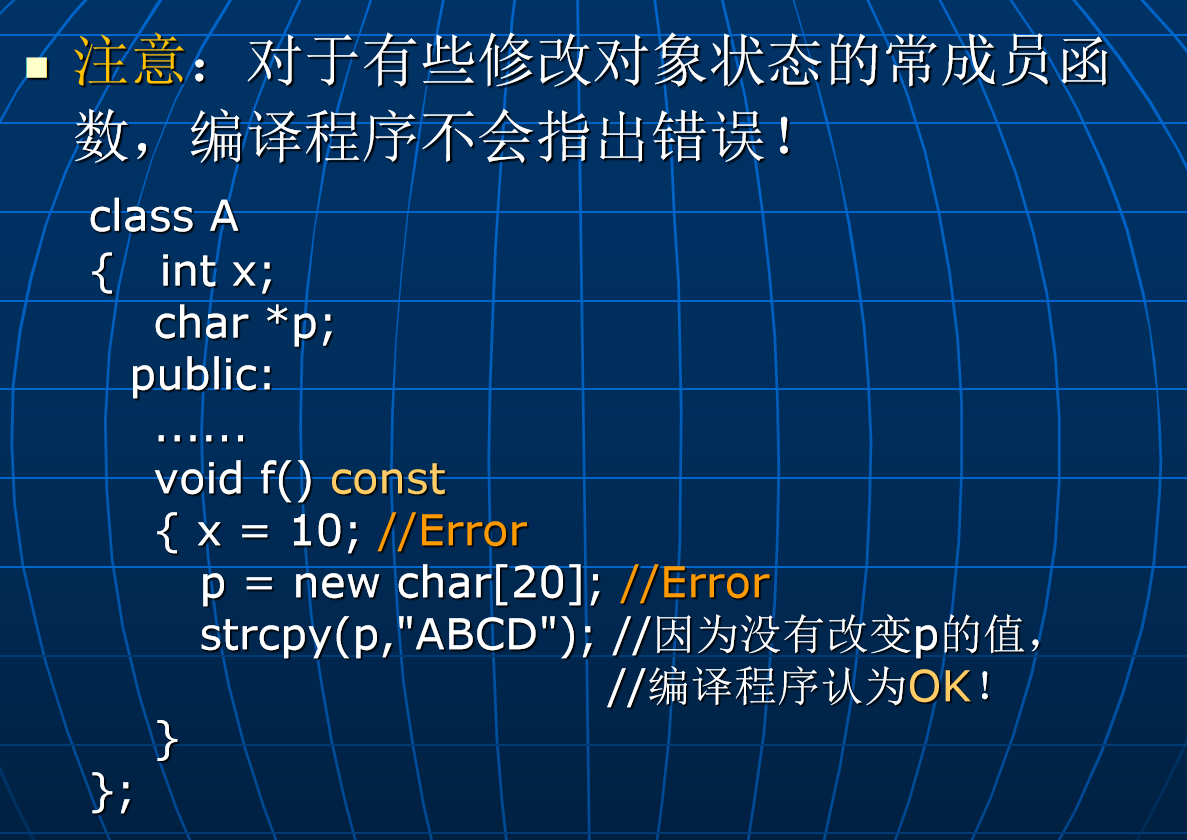 注意：对于有些修改对象状态的常成员函
数，编译程序不会指出错误！
class A
{ int x;
char *p;
public:
......
void f() const
{ x = 10; //Error
p = new char[20]; //Error
strcpy(p,"ABCD"); //因为没有改变p的值，
//编译程序认为OK！
}
};